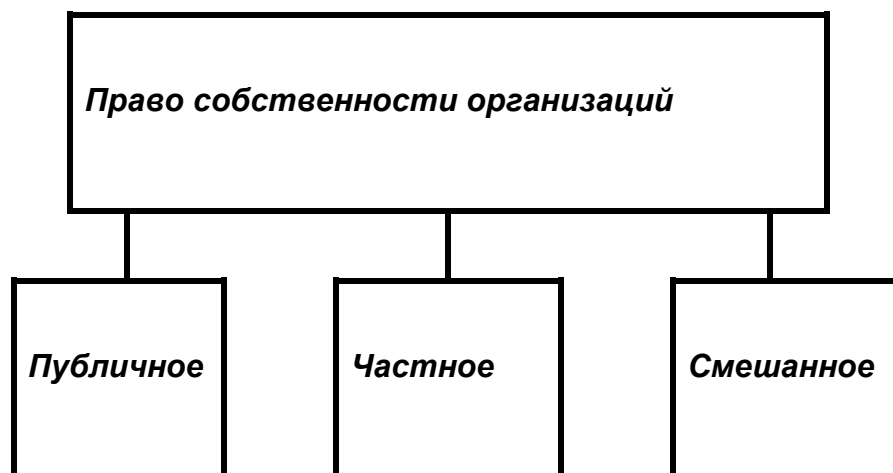 Право собственности организаций
Публичное
Частное
Смешанное